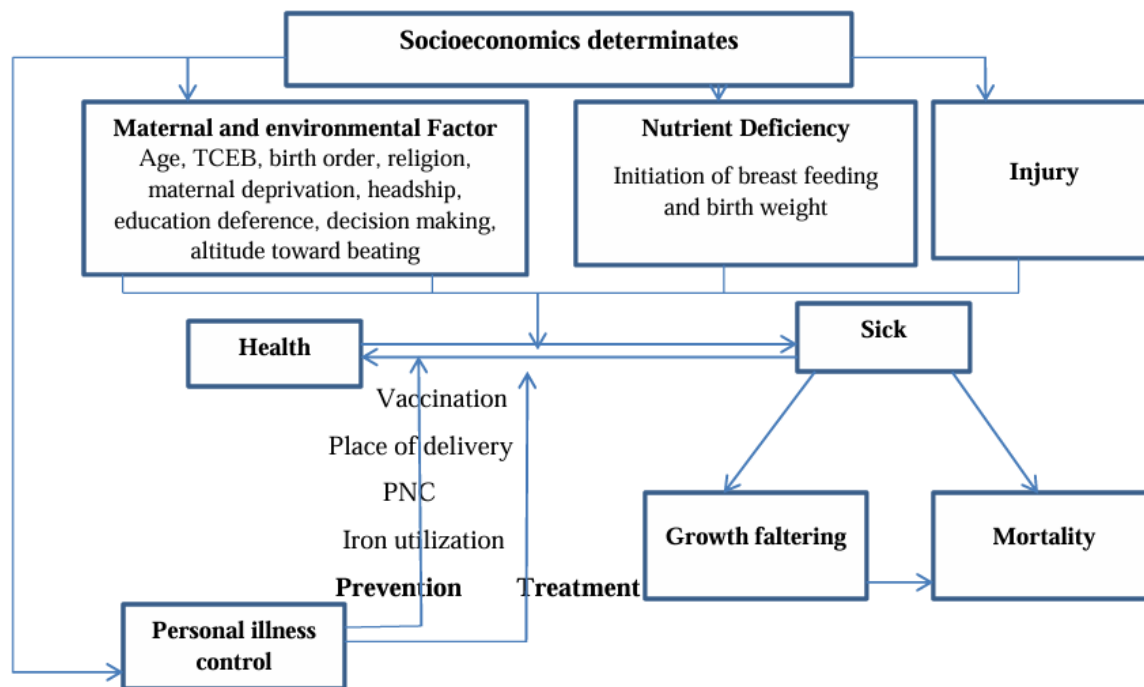 Socioeconomics determinates
Maternal and environmental Factor
Age, TCEB, birth order, religion,
maternal deprivation, headship,
education deference, decision making,
altitude toward beating
Nutrient Deficiency
Initiation of breast feeding
and birth weight
Injury
Health
Sick
Vaccination
Place of delivery
PNC
Iron utilization
Prevention
Treatment
Growth faltering
Mortality
Personal illness
control